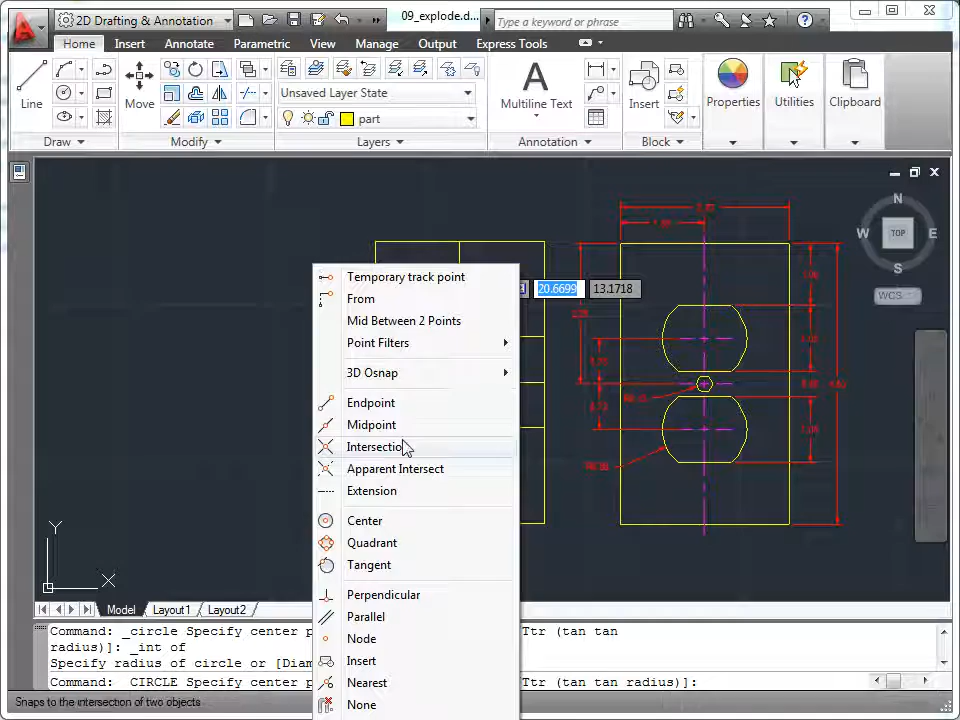 2D Drafting & Annotation
09_explode.d...
Type a keyword or phrase
Home Insert Annotate Parametric View Manage Output Express Tools
Line
Move
Unsaved Layer State
part
Multiline Text
Insert
Properties
Utilities
Clipboard
Draw
Modify
Layers
Annotation
Block
N
W TOP E
S
WCS
20.6699 13.1718
Temporary track point
From
Mid Between 2 Points
Point Filters
3D Osnap
Endpoint
Midpoint
Intersection
Apparent Intersect
Extension
Center
Quadrant
Tangent
Perpendicular
Parallel
Node
Insert
Nearest
None
Y
X
Model Layout1 Layout2
Command: _circle Specify center p Ttr (tan tan
radius)]: _int of
Specify radius of circle or [Diam
Command: CIRCLE Specify center p Ttr (tan tan radius)]:
Snaps to the intersection of two objects